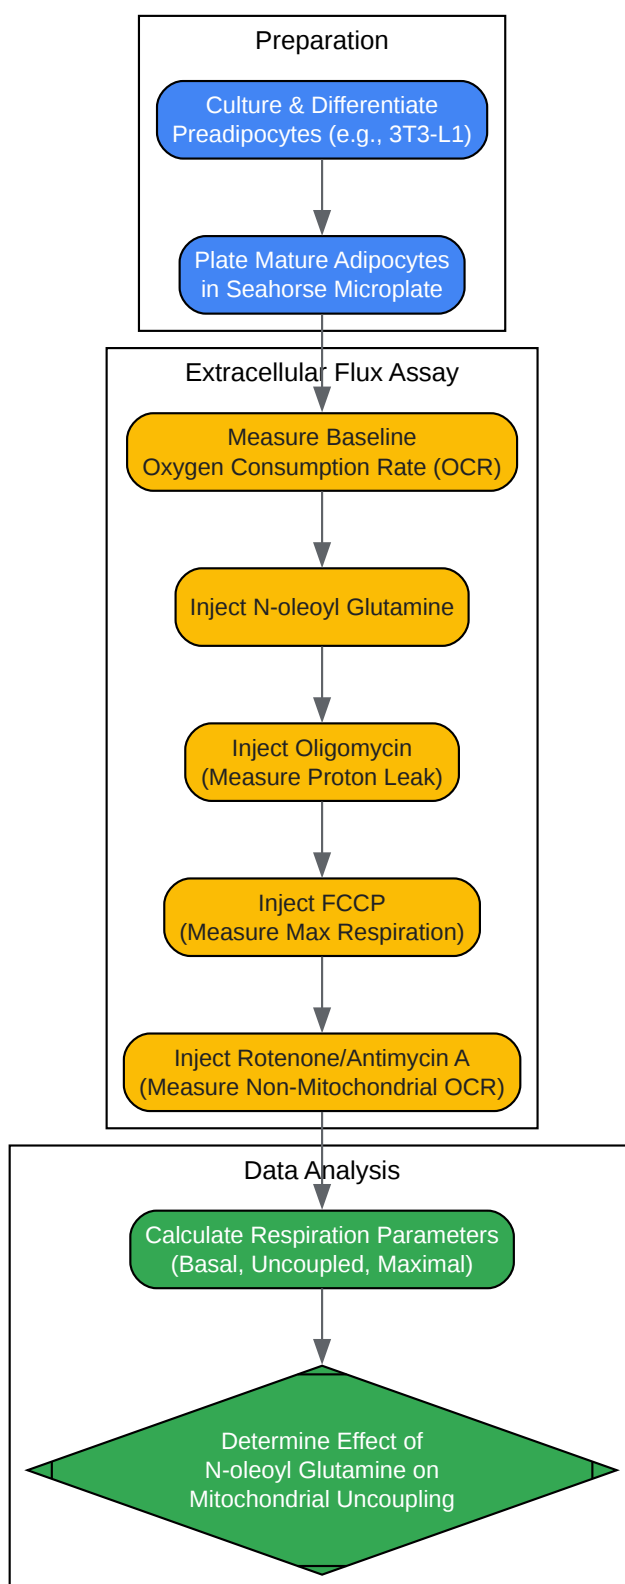 Preparation
Culture & Differentiate
Preadipocytes (e.g., 3T3-L1)
Plate Mature Adipocytes
in Seahorse Microplate
Extracellular Flux Assay
Measure Baseline
Oxygen Consumption Rate (OCR)
Inject N-oleoyl Glutamine
Inject Oligomycin
(Measure Proton Leak)
Inject FCCP
(Measure Max Respiration)
Inject Rotenone/Antimycin A
(Measure Non-Mitochondrial OCR)
Data Analysis
Calculate Respiration Parameters
(Basal, Uncoupled, Maximal)
Determine Effect of
N-oleoyl Glutamine on
Mitochondrial Uncoupling